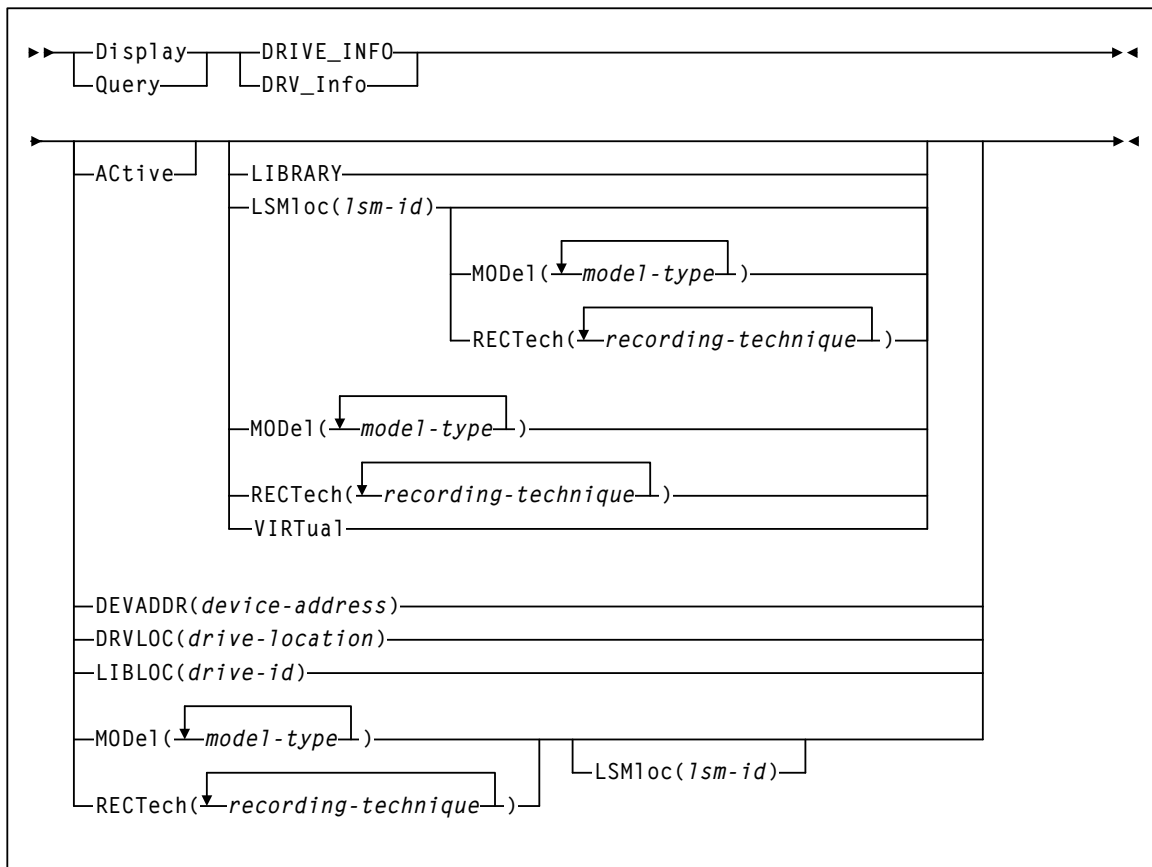 Display DRIVE_INFO
Query DRV_Info
ACtive LIBRARY
LSMloc(lsm-id)
MODel( model-type )
RECTech( recording-technique )
MODel( model-type )
RECTech( recording-technique )
VIRTual
DEVADDR(device-address)
DRVLOC(drive-location)
LIBLOC(drive-id)
MODel( model-type )
LSMloc(lsm-id)
RECTech( recording-technique )